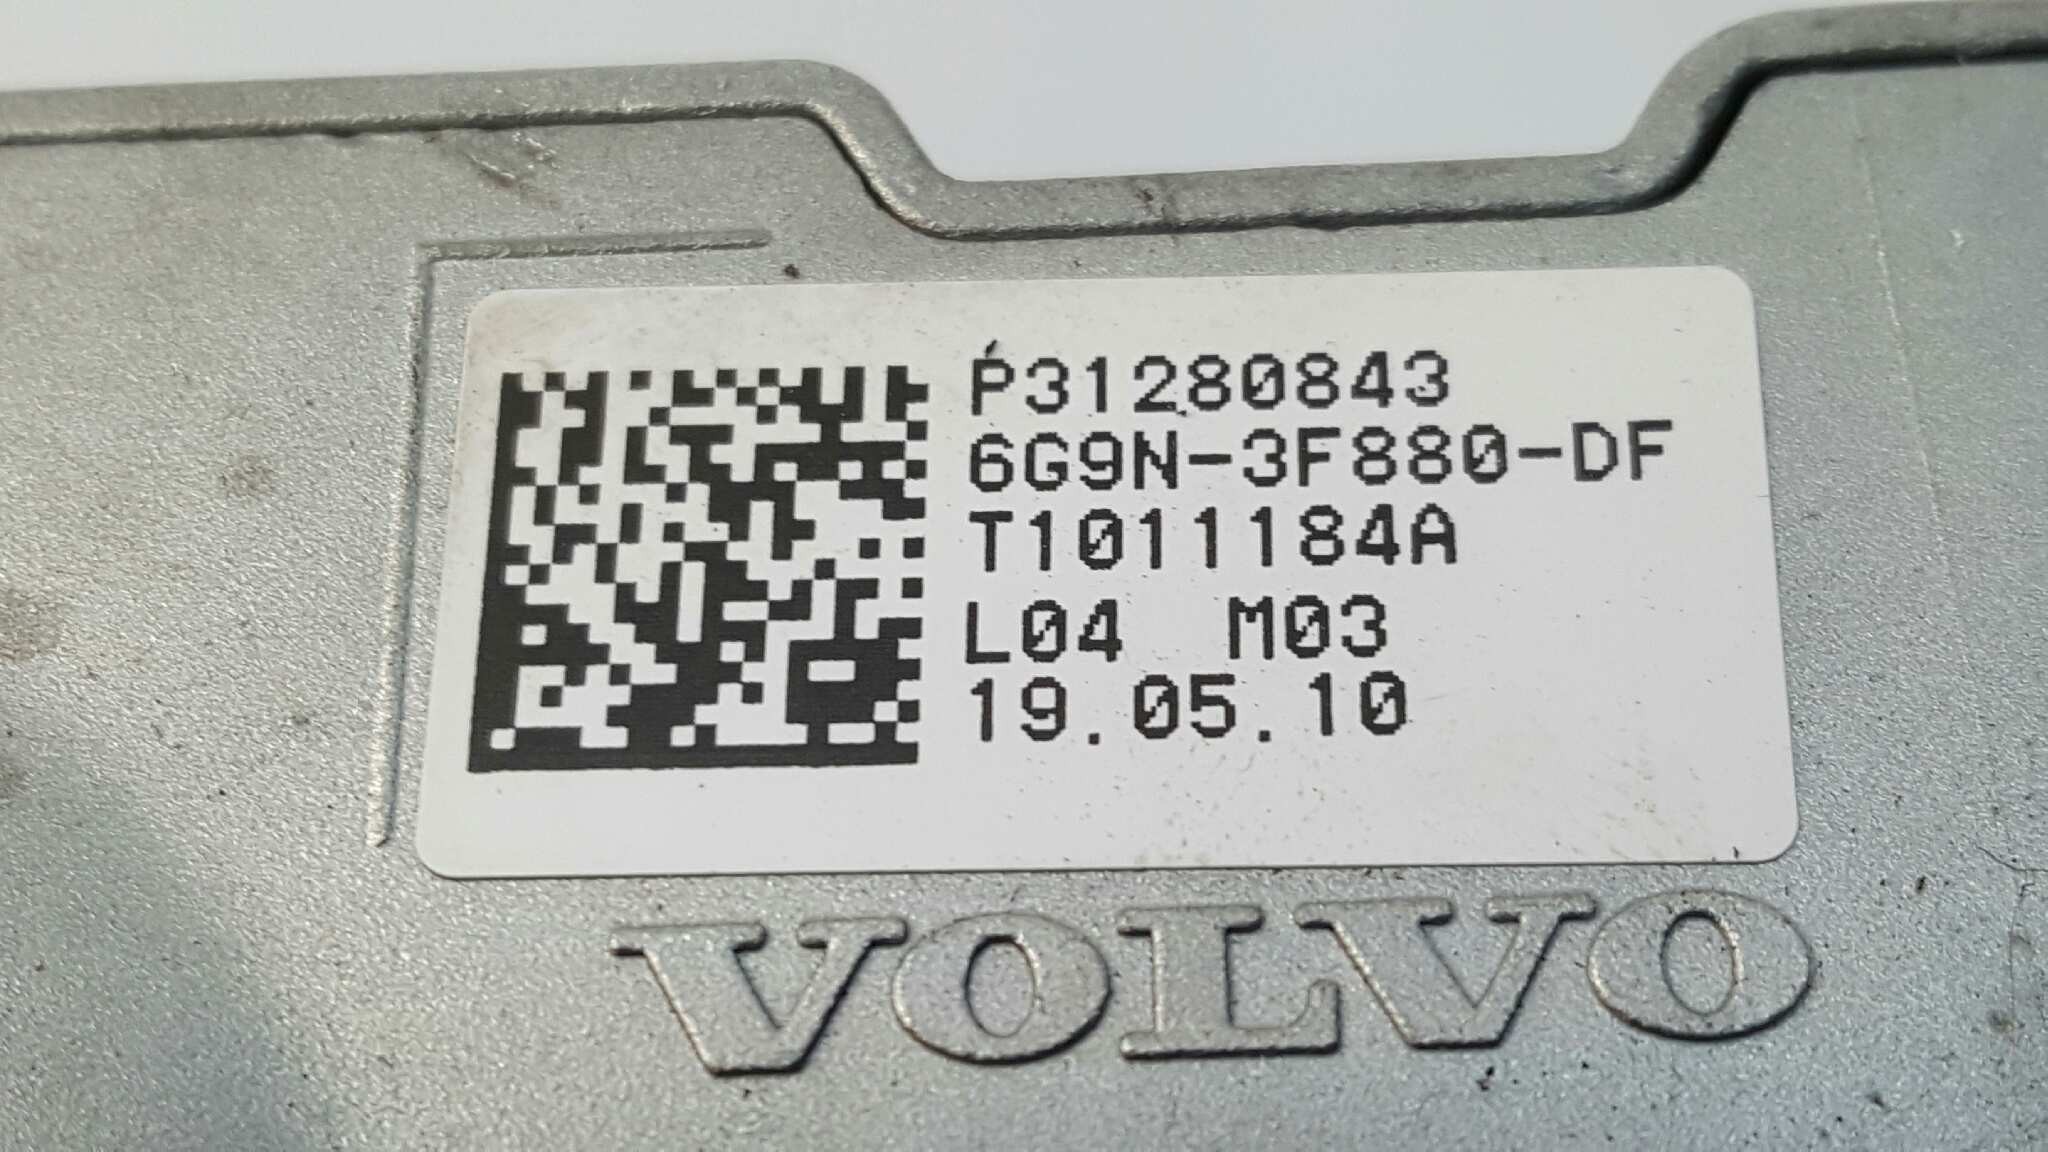 P31280843
6G9N-3F880-DF
T1011184A
L04 M03
19.05.10
VOLVO